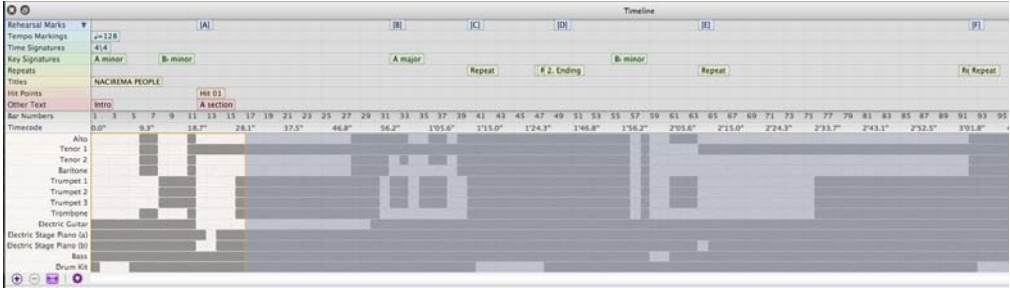 Timeline
Rehearsal Marks [A] [B] [C] [D] [E] [F]
Tempo Markings ♩=128
Time Signatures 4\4
Key Signatures A minor B♭ minor A major B♭ minor
Repeats Repeat 2. Ending Repeat Repeat
Titles NACIREMA PEOPLE
Hit Points Hit 01
Other Text Intro A section
Bar Numbers 1 3 5 7 9 11 13 15 17 19 21 23 25 27 29 31 33 35 37 39 41 43 45 47 49 51 53 55 57 59 61 63 65 67 69 71 73 75 77 79 81 83 85 87 89 91 93 95
Timecode 0.0" 9.3" 18.7" 28.1" 37.5" 46.8" 56.2" 1'05.6" 1'15.0" 1'24.3" 1'46.8" 1'56.2" 2'05.6" 2'15.0" 2'24.3" 2'33.7" 2'43.1" 2'52.5" 3'01.8"
Alto
Tenor 1
Tenor 2
Baritone
Trumpet 1
Trumpet 2
Trumpet 3
Trombone
Electric Guitar
Electric Stage Piano (a)
Electric Stage Piano (b)
Bass
Drum Kit